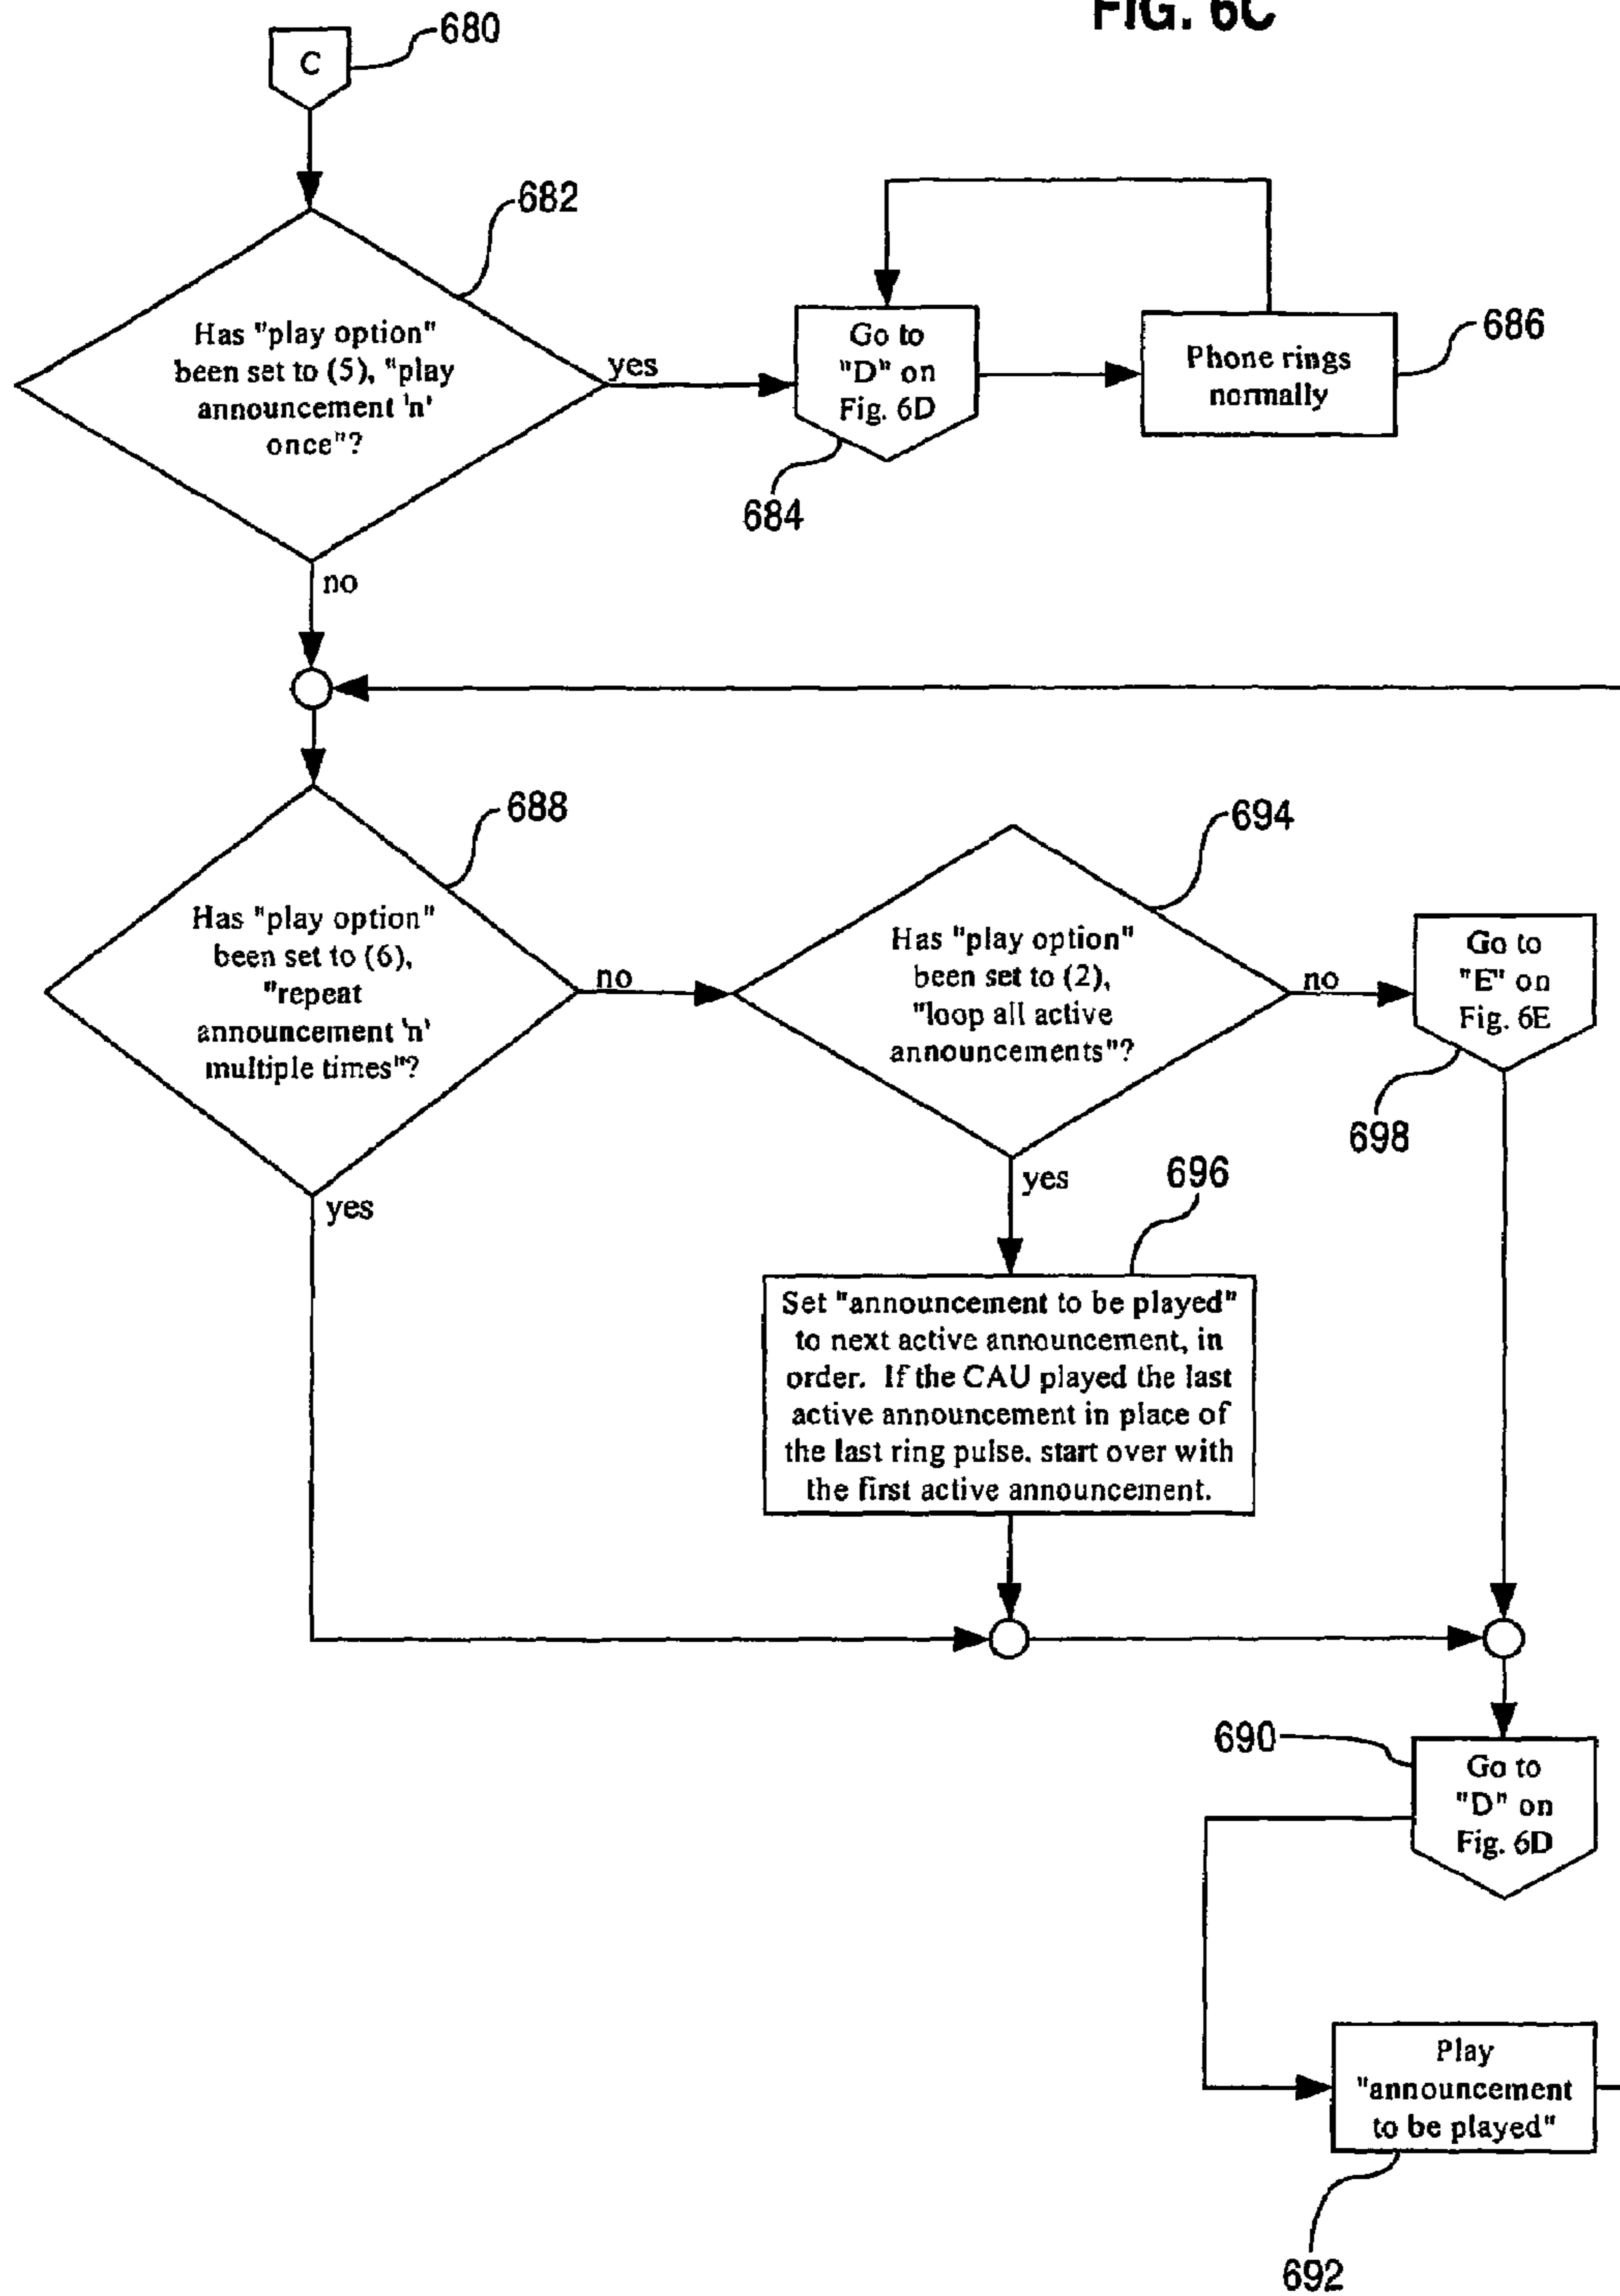 FIG. 6C
680
C
682
Has "play option"
been set to (5), "play
announcement 'n'
once"?
yes
Go to
"D" on
Fig. 6D
684
Phone rings
normally
686
no
688
Has "play option"
been set to (6),
"repeat
announcement 'n'
multiple times"?
no
694
Has "play option"
been set to (2),
"loop all active
announcements"?
no
Go to
"E" on
Fig. 6E
698
yes
yes
696
Set "announcement to be played"
to next active announcement, in
order. If the CAU played the last
active announcement in place of
the last ring pulse, start over with
the first active announcement.
690
Go to
"D" on
Fig. 6D
Play
"announcement
to be played"
692